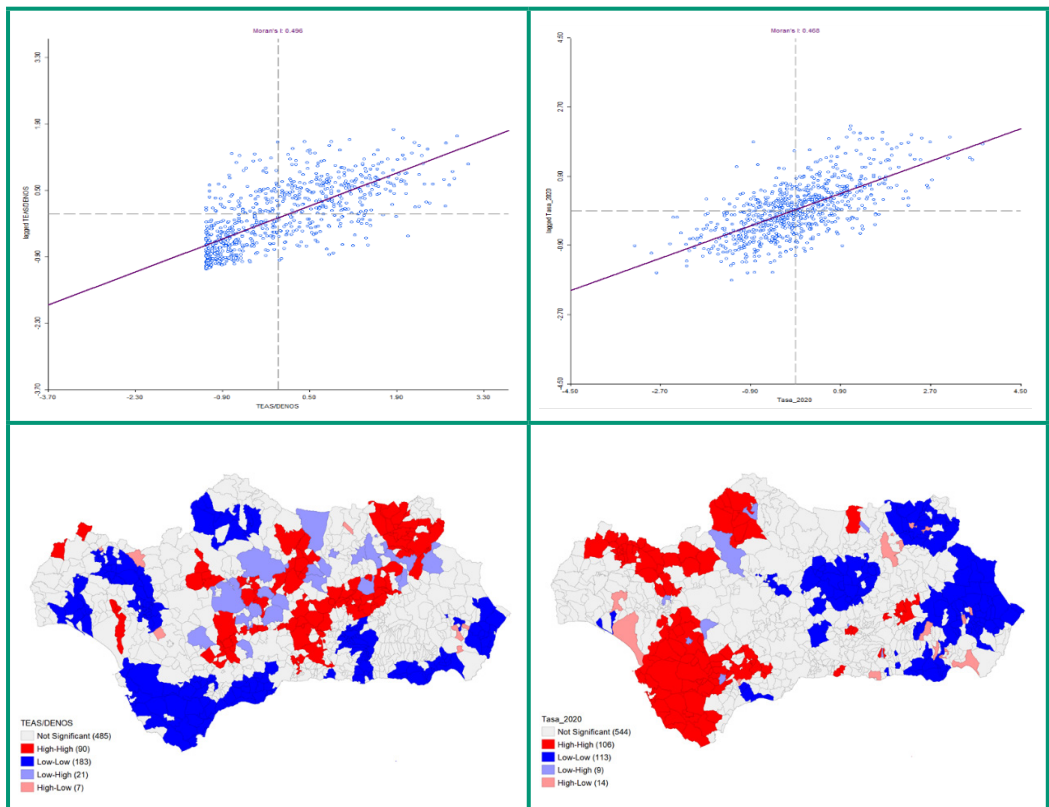 Moran's I: 0.496
3.30
1.90
0.50
-0.90
-2.30
-3.70
lagged TEAS/DENOS
-3.70 -2.30 -0.90 0.50 1.90 3.30
TEAS/DENOS
Moran's I: 0.468
4.50
2.70
0.90
-0.90
-2.70
-4.50
lagged Tasa_2020
-4.50 -2.70 -0.90 0.90 2.70 4.50
Tasa_2020
TEAS/DENOS
Not Significant (485)
High-High (90)
Low-Low (183)
Low-High (21)
High-Low (7)
Tasa_2020
Not Significant (544)
High-High (106)
Low-Low (113)
Low-High (9)
High-Low (14)